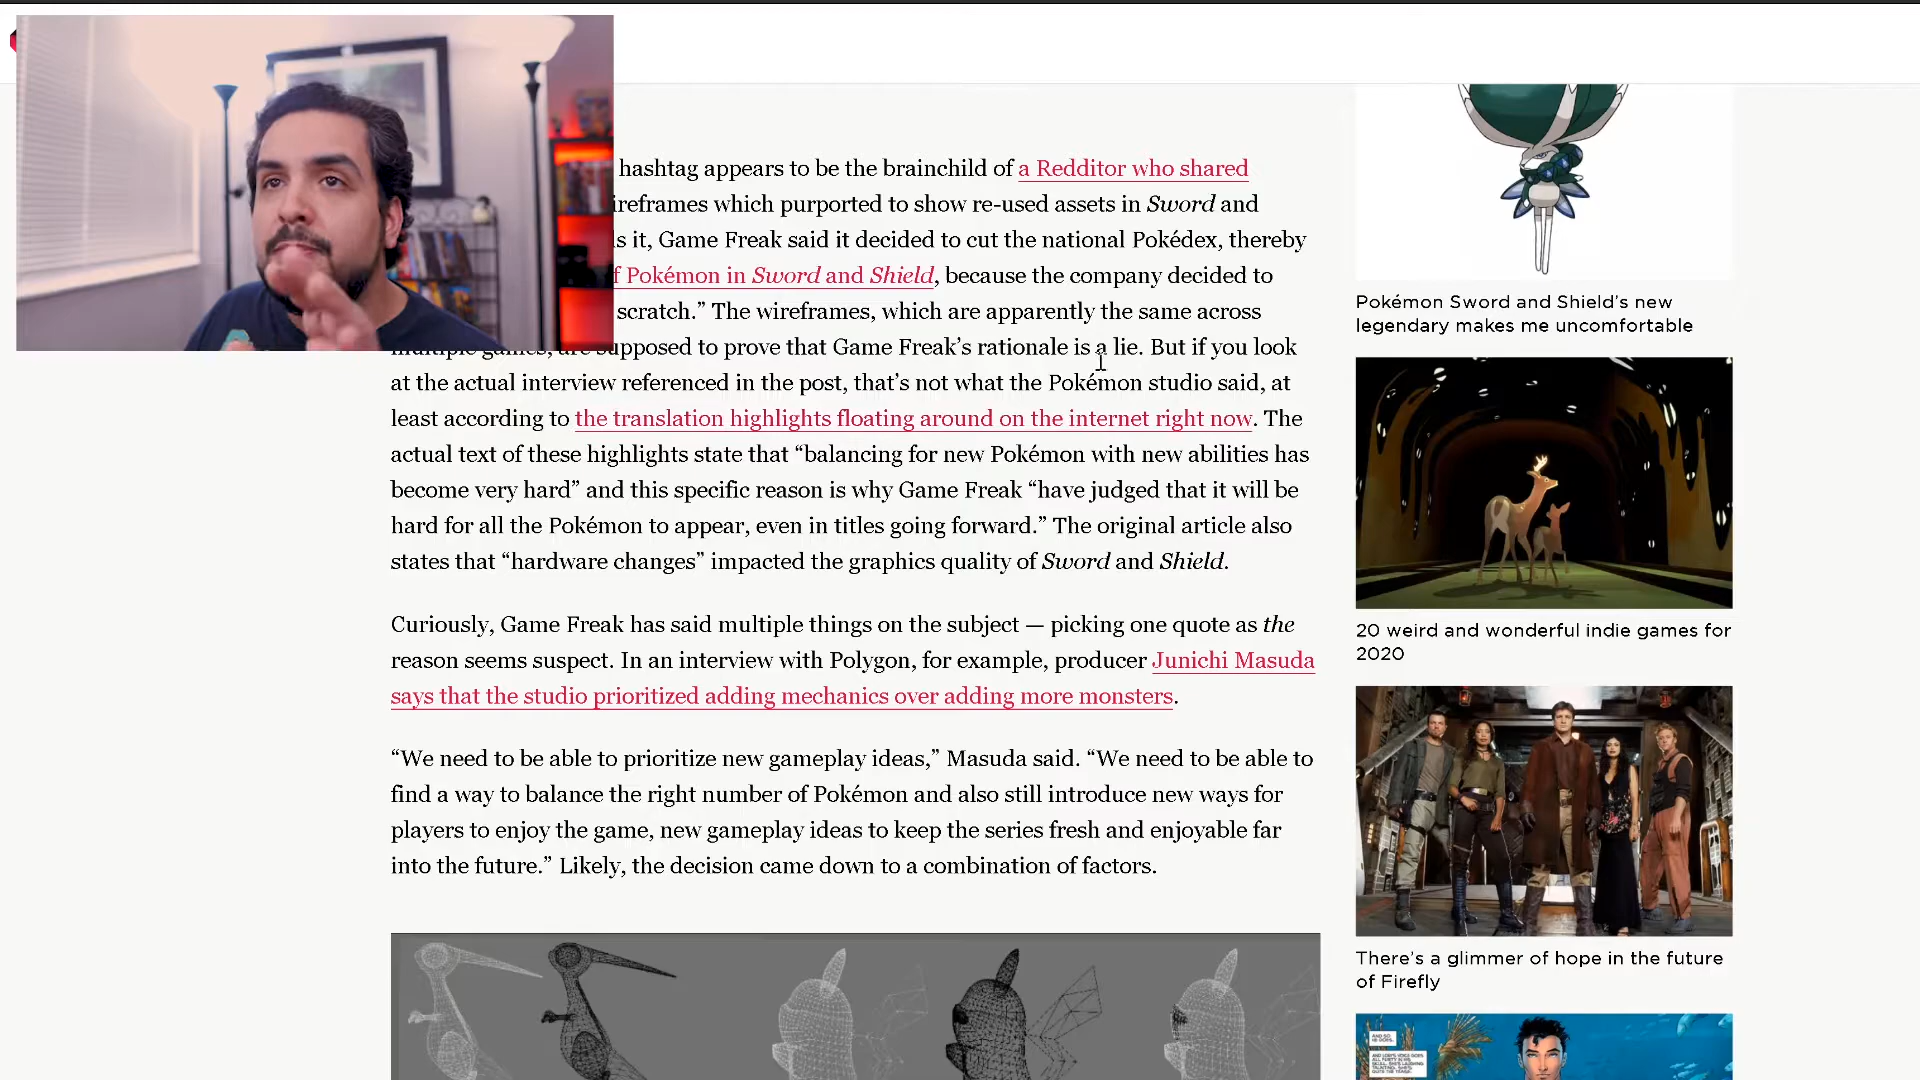 hashtag appears to be the brainchild of a Redditor who shared
ireframes which purported to show re-used assets in Sword and
s it, Game Freak said it decided to cut the national Pokédex, thereby
f Pokémon in Sword and Shield, because the company decided to
scratch.” The wireframes, which are apparently the same across
multiple games, are supposed to prove that Game Freak’s rationale is a lie. But if you look
at the actual interview referenced in the post, that’s not what the Pokémon studio said, at
least according to the translation highlights floating around on the internet right now. The
actual text of these highlights state that “balancing for new Pokémon with new abilities has
become very hard” and this specific reason is why Game Freak “have judged that it will be
hard for all the Pokémon to appear, even in titles going forward.” The original article also
states that “hardware changes” impacted the graphics quality of Sword and Shield.
Curiously, Game Freak has said multiple things on the subject — picking one quote as the
reason seems suspect. In an interview with Polygon, for example, producer Junichi Masuda
says that the studio prioritized adding mechanics over adding more monsters.
“We need to be able to prioritize new gameplay ideas,” Masuda said. “We need to be able to
find a way to balance the right number of Pokémon and also still introduce new ways for
players to enjoy the game, new gameplay ideas to keep the series fresh and enjoyable far
into the future.” Likely, the decision came down to a combination of factors.
Pokémon Sword and Shield’s new
legendary makes me uncomfortable
20 weird and wonderful indie games for
2020
There’s a glimmer of hope in the future
of Firefly